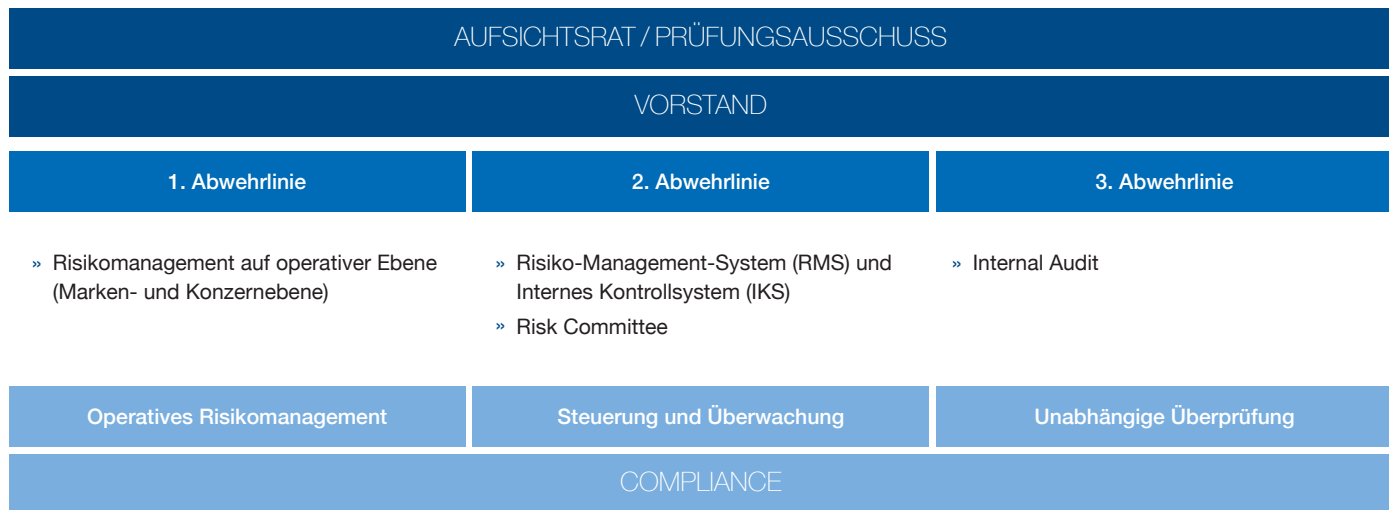 AUFSICHTSRAT / PRÜFUNGSAUSSCHUSS
VORSTAND
1. Abwehrlinie
2. Abwehrlinie
3. Abwehrlinie
» Risikomanagement auf operativer Ebene
(Marken- und Konzernebene)
» Risiko-Management-System (RMS) und
Internes Kontrollsystem (IKS)
» Risk Committee
» Internal Audit
Operatives Risikomanagement
Steuerung und Überwachung
Unabhängige Überprüfung
COMPLIANCE